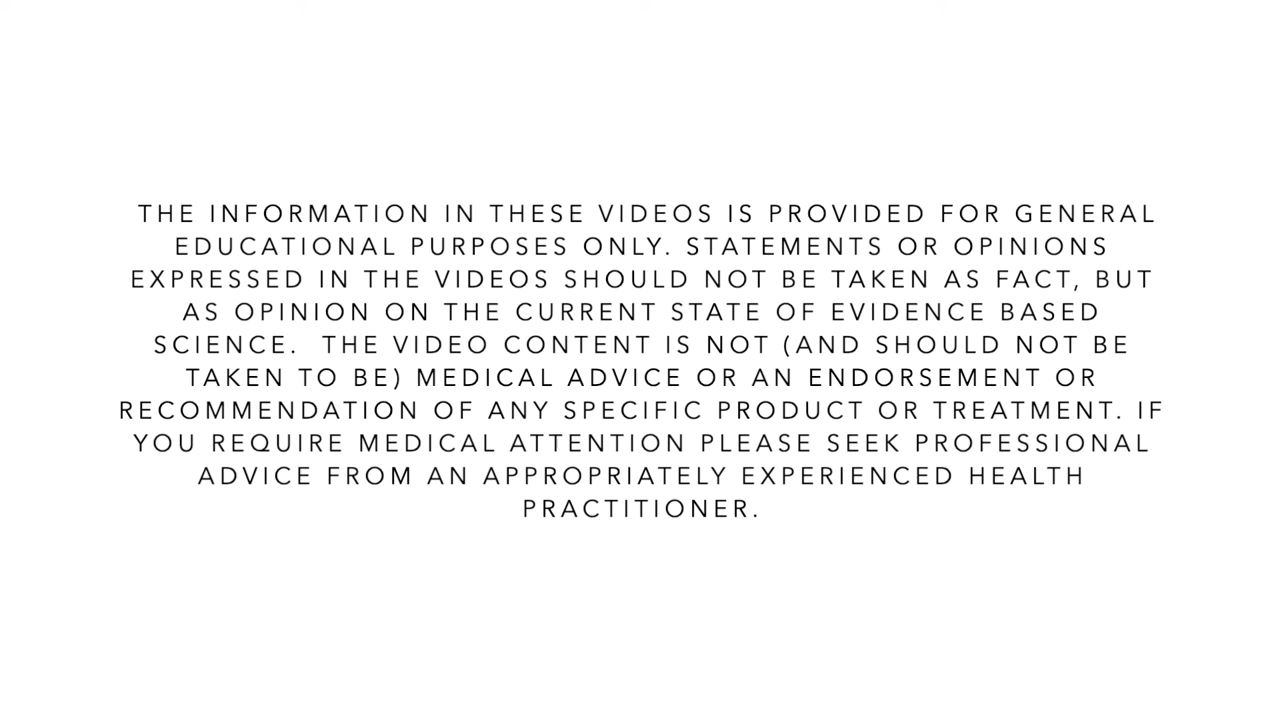 THE INFORMATION IN THESE VIDEOS IS PROVIDED FOR GENERAL
EDUCATIONAL PURPOSES ONLY. STATEMENTS OR OPINIONS
EXPRESSED IN THE VIDEOS SHOULD NOT BE TAKEN AS FACT, BUT
AS OPINION ON THE CURRENT STATE OF EVIDENCE BASED
SCIENCE.  THE VIDEO CONTENT IS NOT (AND SHOULD NOT BE
TAKEN TO BE) MEDICAL ADVICE OR AN ENDORSEMENT OR
RECOMMENDATION OF ANY SPECIFIC PRODUCT OR TREATMENT. IF
YOU REQUIRE MEDICAL ATTENTION PLEASE SEEK PROFESSIONAL
ADVICE FROM AN APPROPRIATELY EXPERIENCED HEALTH
PRACTITIONER.